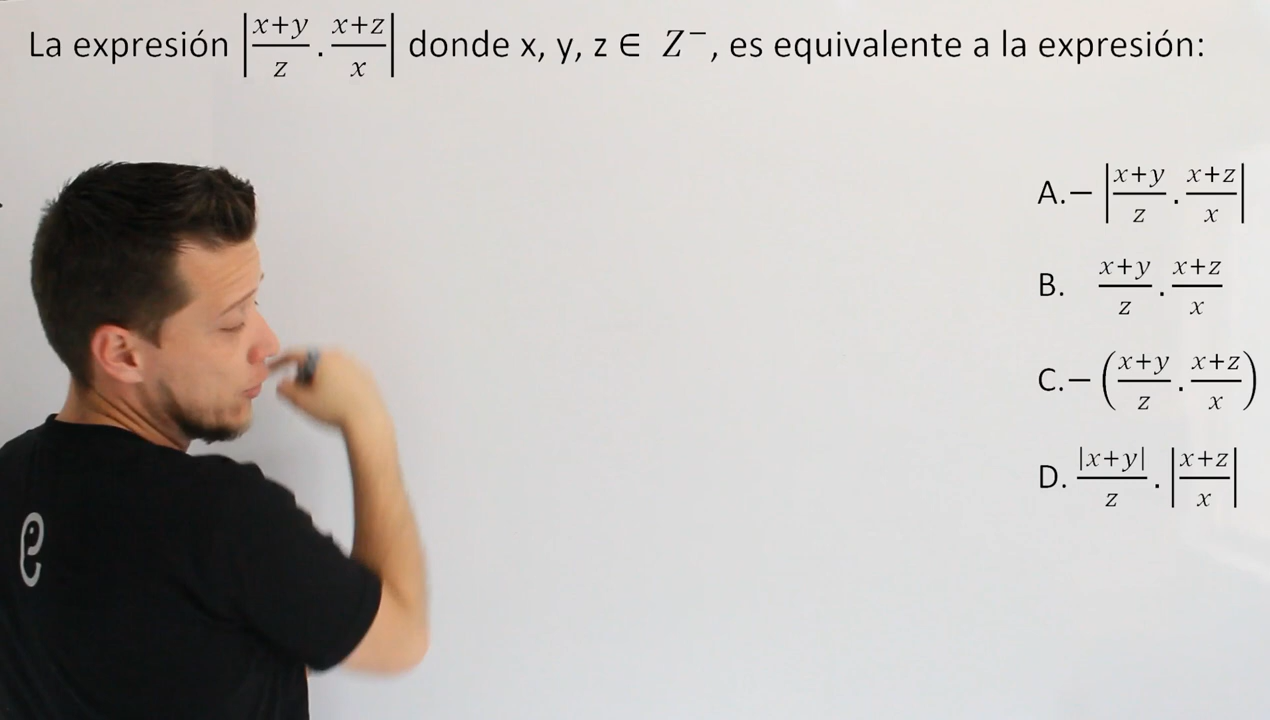 La expresión |x+y/z . x+z/x| donde x, y, z ∈ Z⁻, es equivalente a la expresión:
A.− |x+y/z . x+z/x|
B. x+y/z . x+z/x
C.− (x+y/z . x+z/x)
D. |x+y|/z . |x+z/x|
e